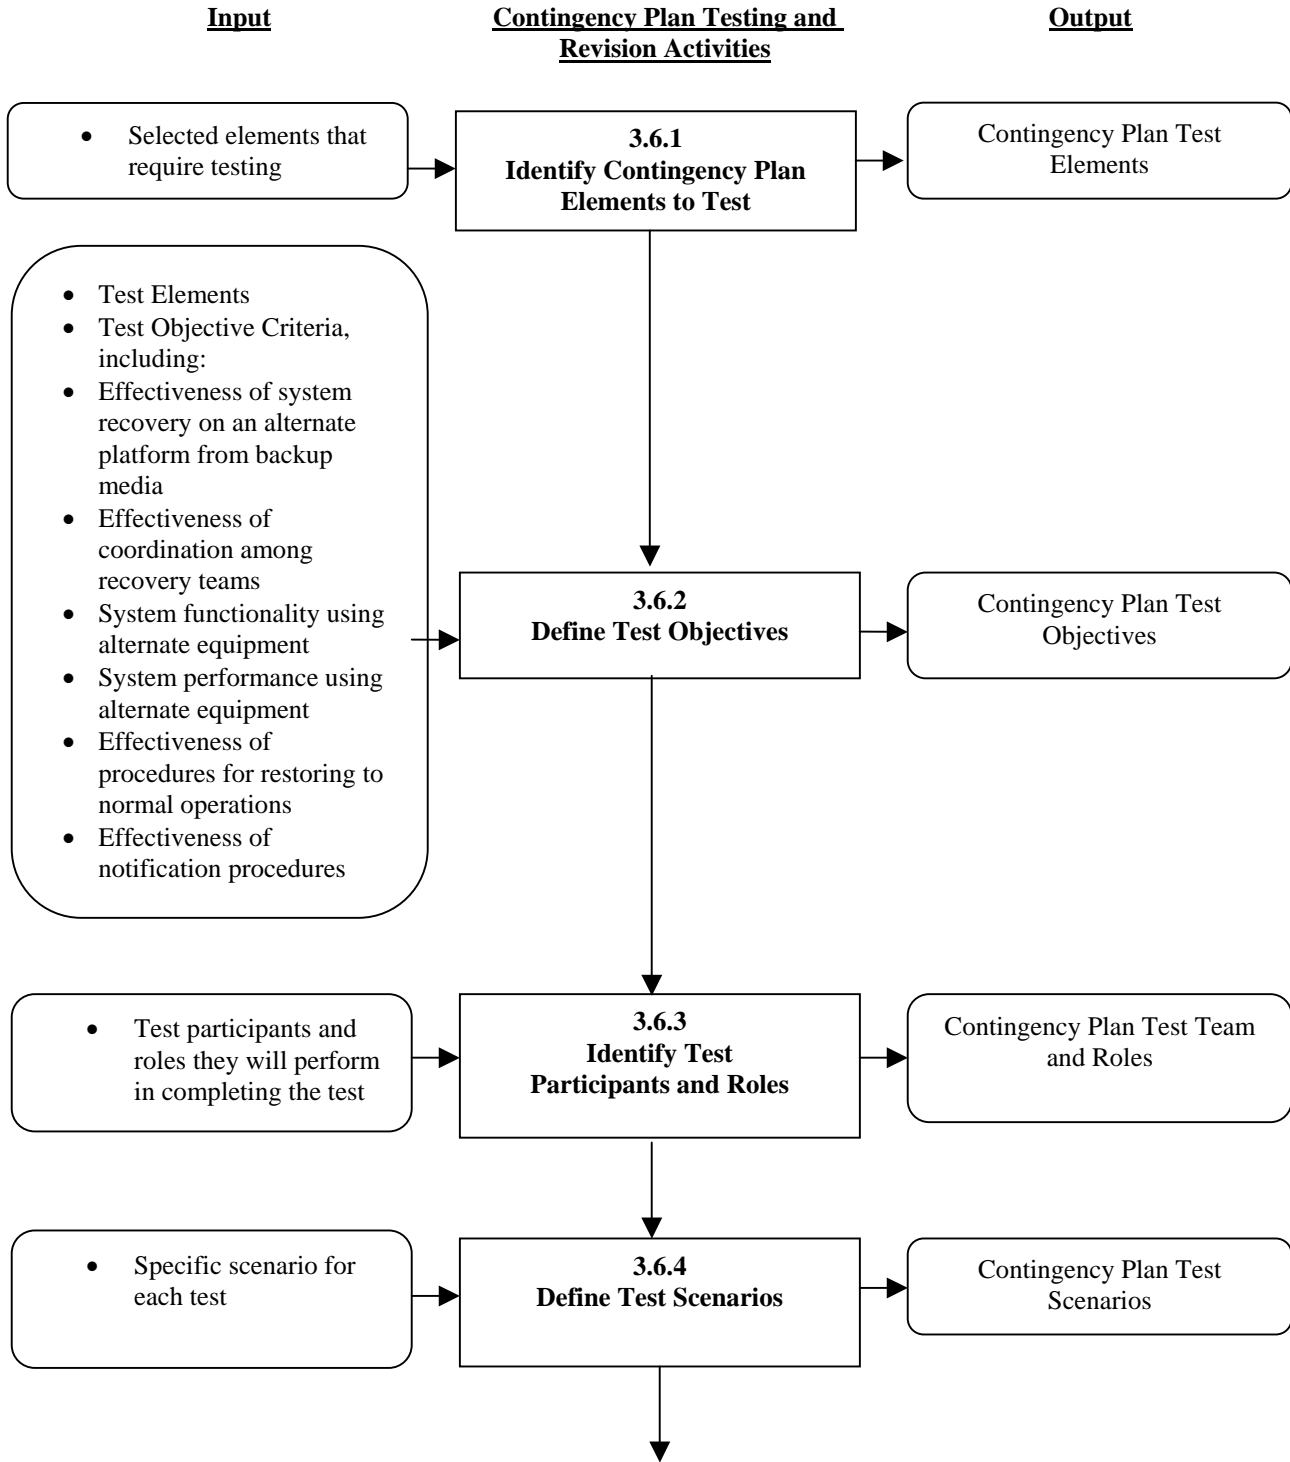 Input
Contingency Plan Testing and
Revision Activities
Output
• Selected elements that
require testing
3.6.1
Identify Contingency Plan
Elements to Test
Contingency Plan Test
Elements
• Test Elements
• Test Objective Criteria,
including:
• Effectiveness of system
recovery on an alternate
platform from backup
media
• Effectiveness of
coordination among
recovery teams
• System functionality using
alternate equipment
• System performance using
alternate equipment
• Effectiveness of
procedures for restoring to
normal operations
• Effectiveness of
notification procedures
3.6.2
Define Test Objectives
Contingency Plan Test
Objectives
• Test participants and
roles they will perform
in completing the test
3.6.3
Identify Test
Participants and Roles
Contingency Plan Test Team
and Roles
• Specific scenario for
each test
3.6.4
Define Test Scenarios
Contingency Plan Test
Scenarios